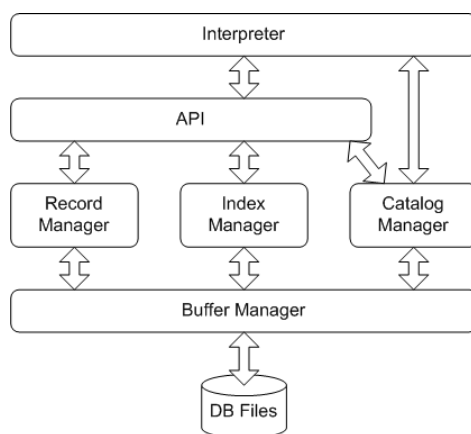 Interpreter
API
Record
Manager
Index
Manager
Catalog
Manager
Buffer Manager
DB Files